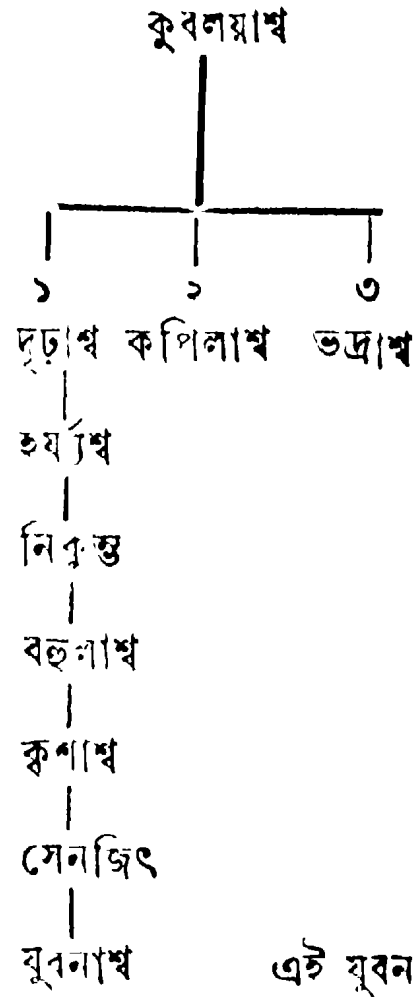 কুবলয়াশ্ব
১ ২ ৩
দৃঢ়াশ্ব কপিলাশ্ব ভদ্রাশ্ব
হর্য্যশ্ব
নিকুম্ভ
বহুলাশ্ব
কৃশাশ্ব
সেনজিৎ
যুবনাশ্ব এই যুবন